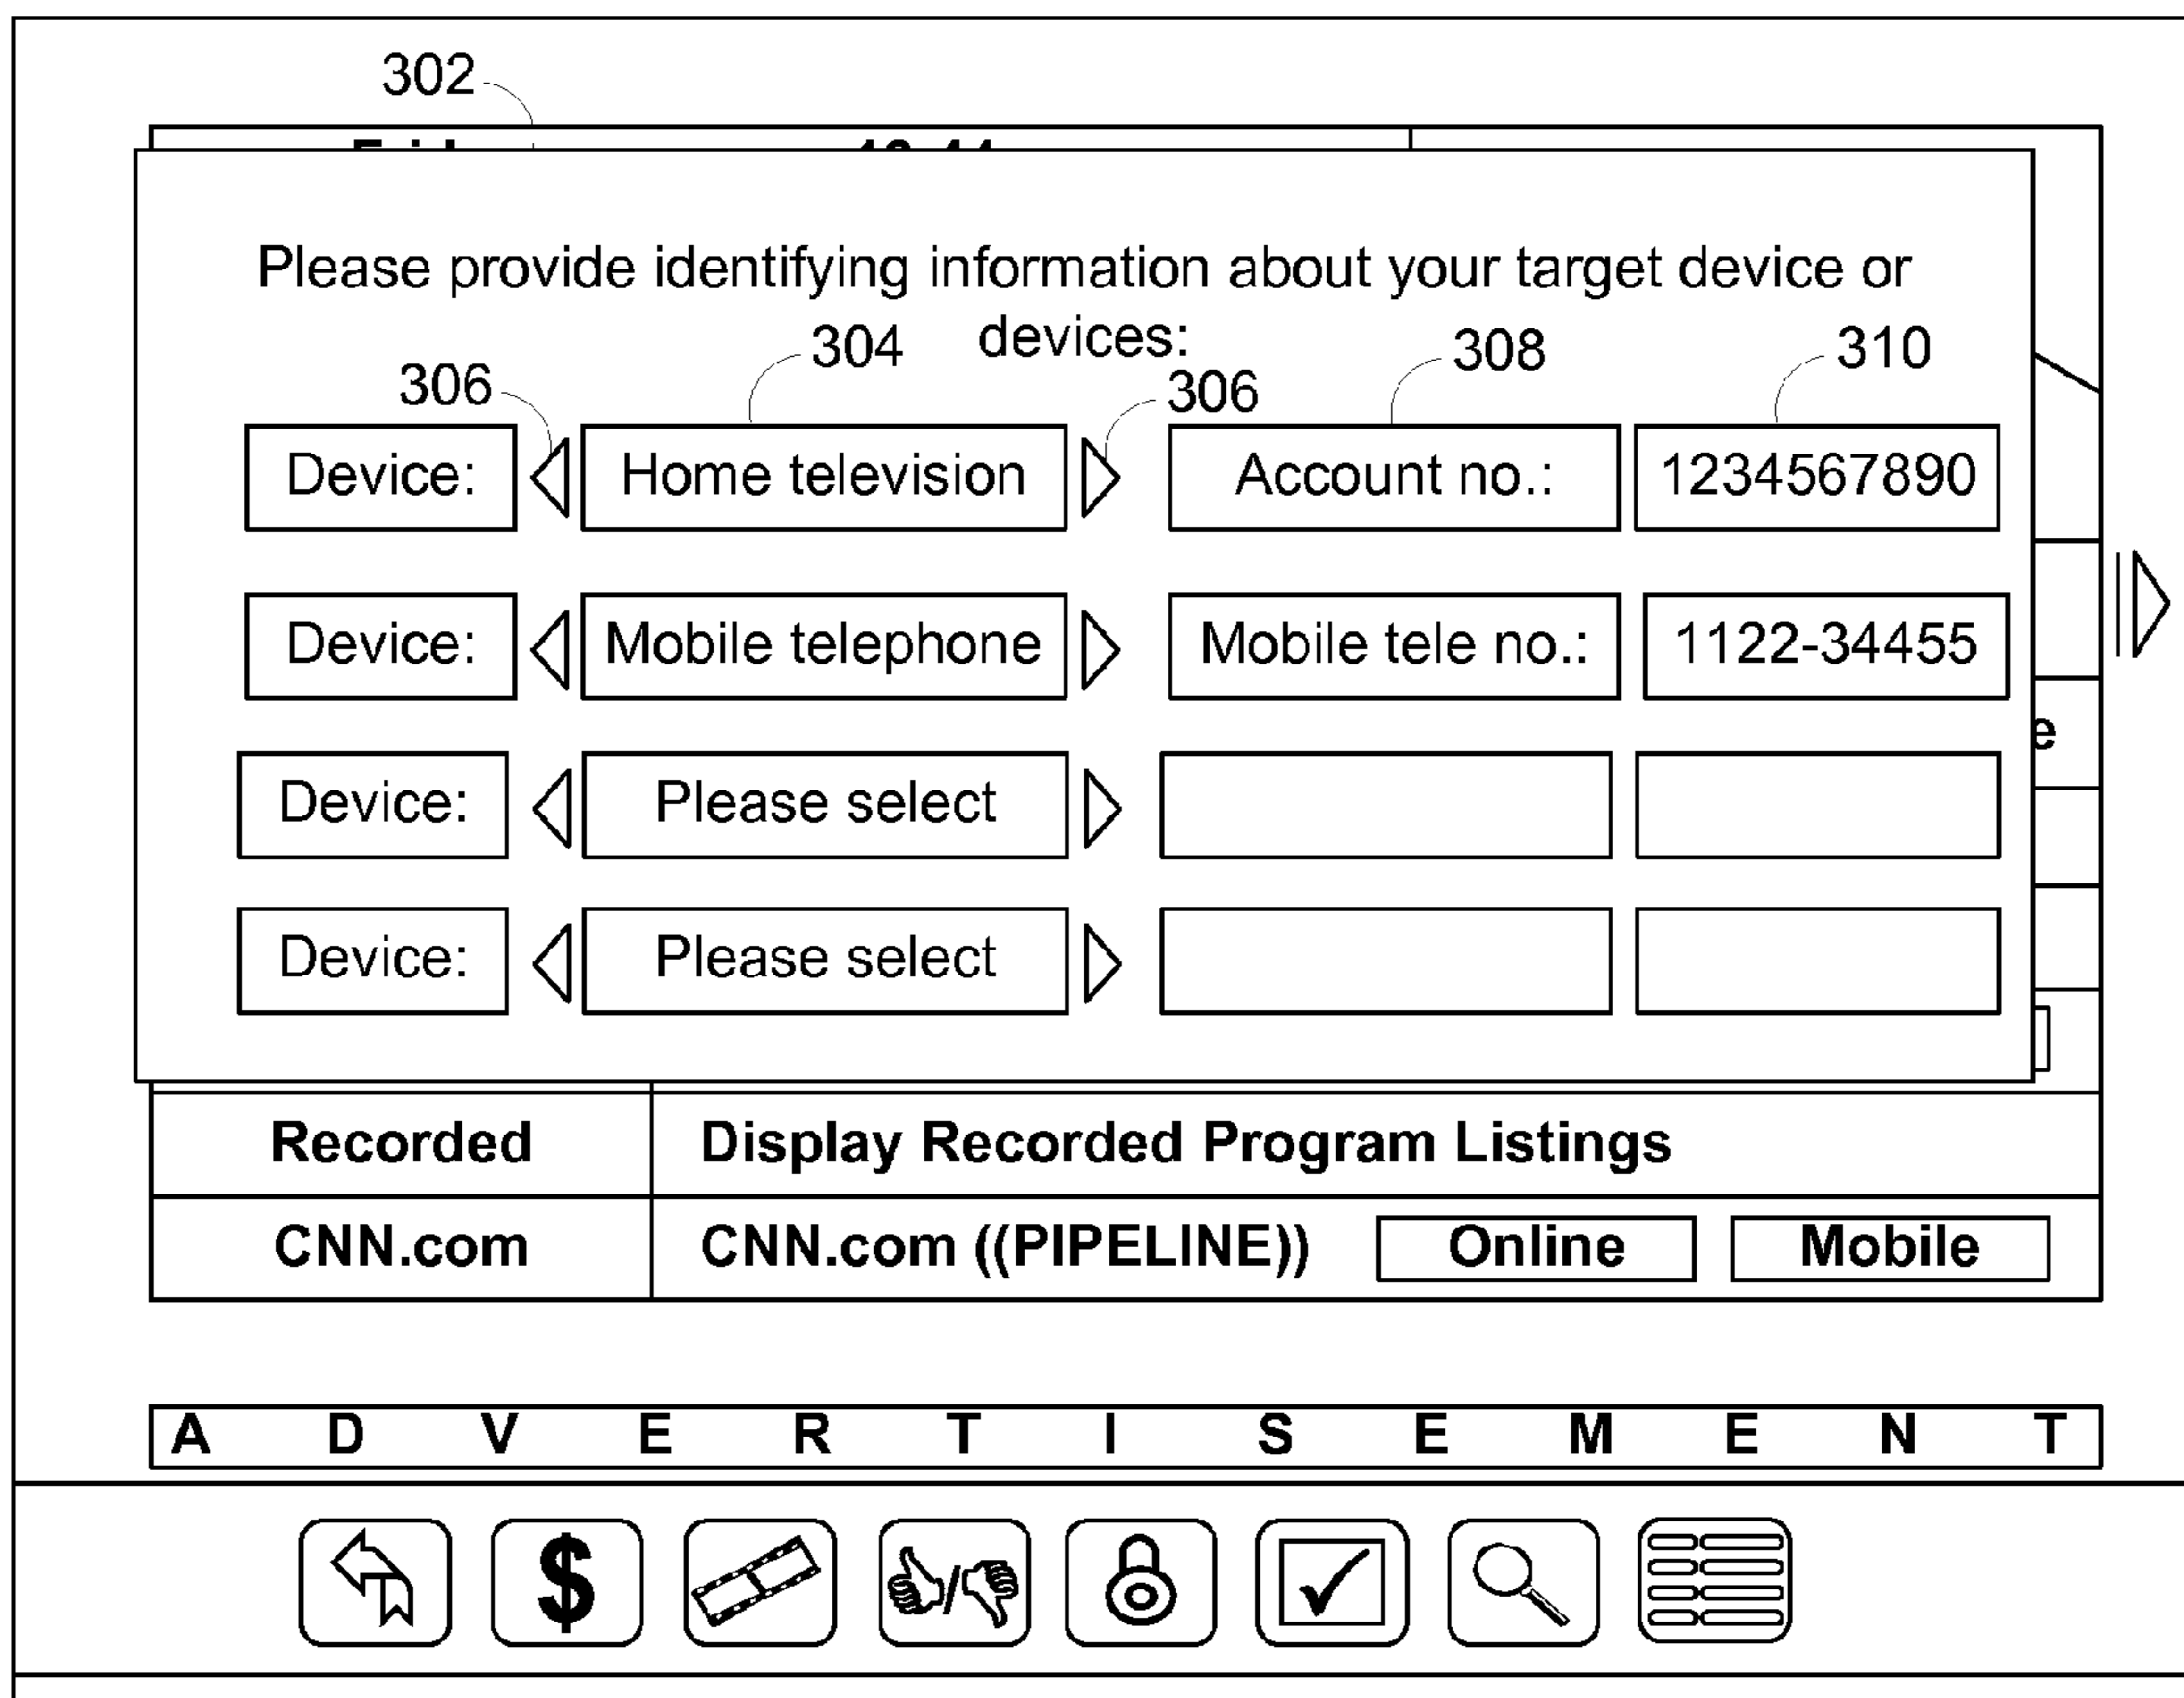 302
Please provide identifying information about your target device or
devices:
306 304 306 308 310
Device: Home television Account no.: 1234567890
Device: Mobile telephone Mobile tele no.: 1122-34455
Device: Please select
Device: Please select
Recorded Display Recorded Program Listings
CNN.com CNN.com ((PIPELINE)) Online Mobile
A D V E R T I S E M E N T
$